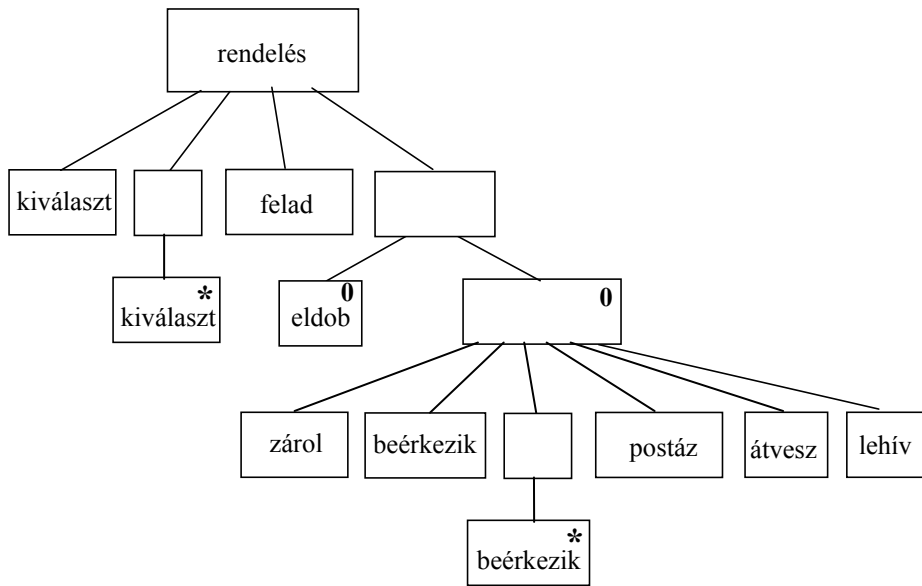 rendelés
kiválaszt
felad
*
kiválaszt
0
eldob
0
zárol
beérkezik
postáz
átvesz
lehív
*
beérkezik